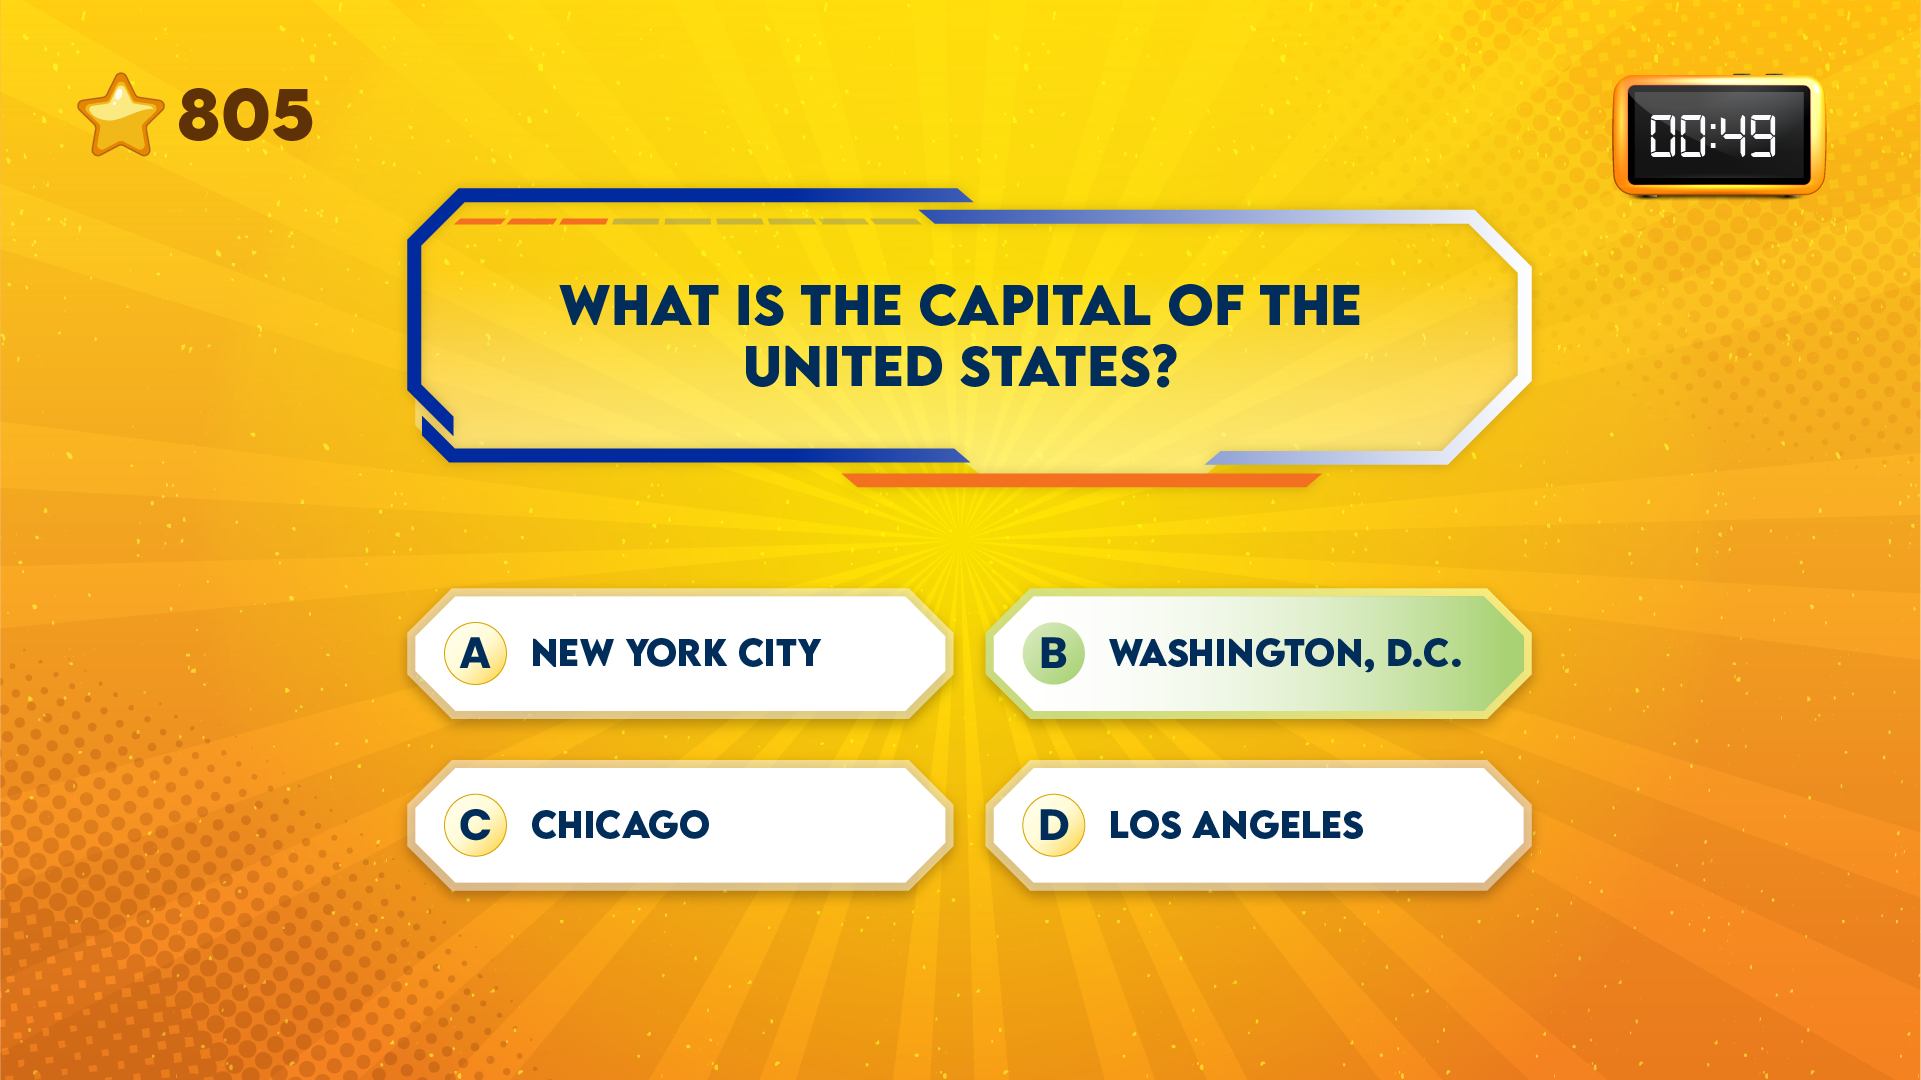 805
00:49
WHAT IS THE CAPITAL OF THE
UNITED STATES?
A NEW YORK CITY
B WASHINGTON, D.C.
C CHICAGO
D LOS ANGELES